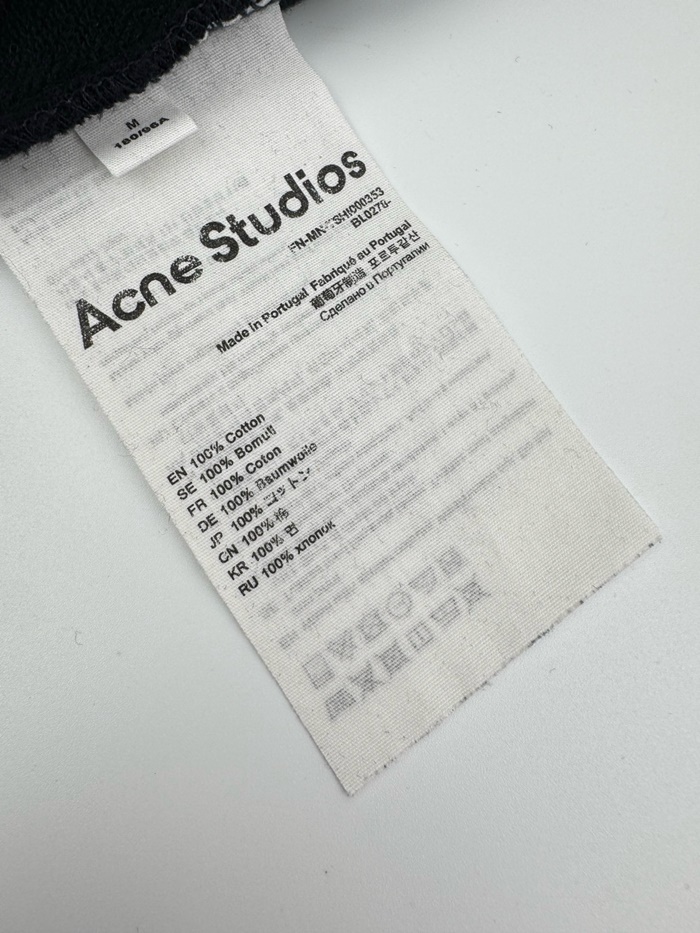 M
180/96A
Acne Studios
FN-MN-TSHI000353
BL0276-
Made in Portugal Fabriqué au Portugal
葡萄牙制造 포르투갈산
Сделано в Португалии
EN 100% Cotton
SE 100% Bomull
FR 100% Coton
DE 100% Baumwolle
JP 100% コットン
CN 100% 棉
KR 100% 면
RU 100% хлопок